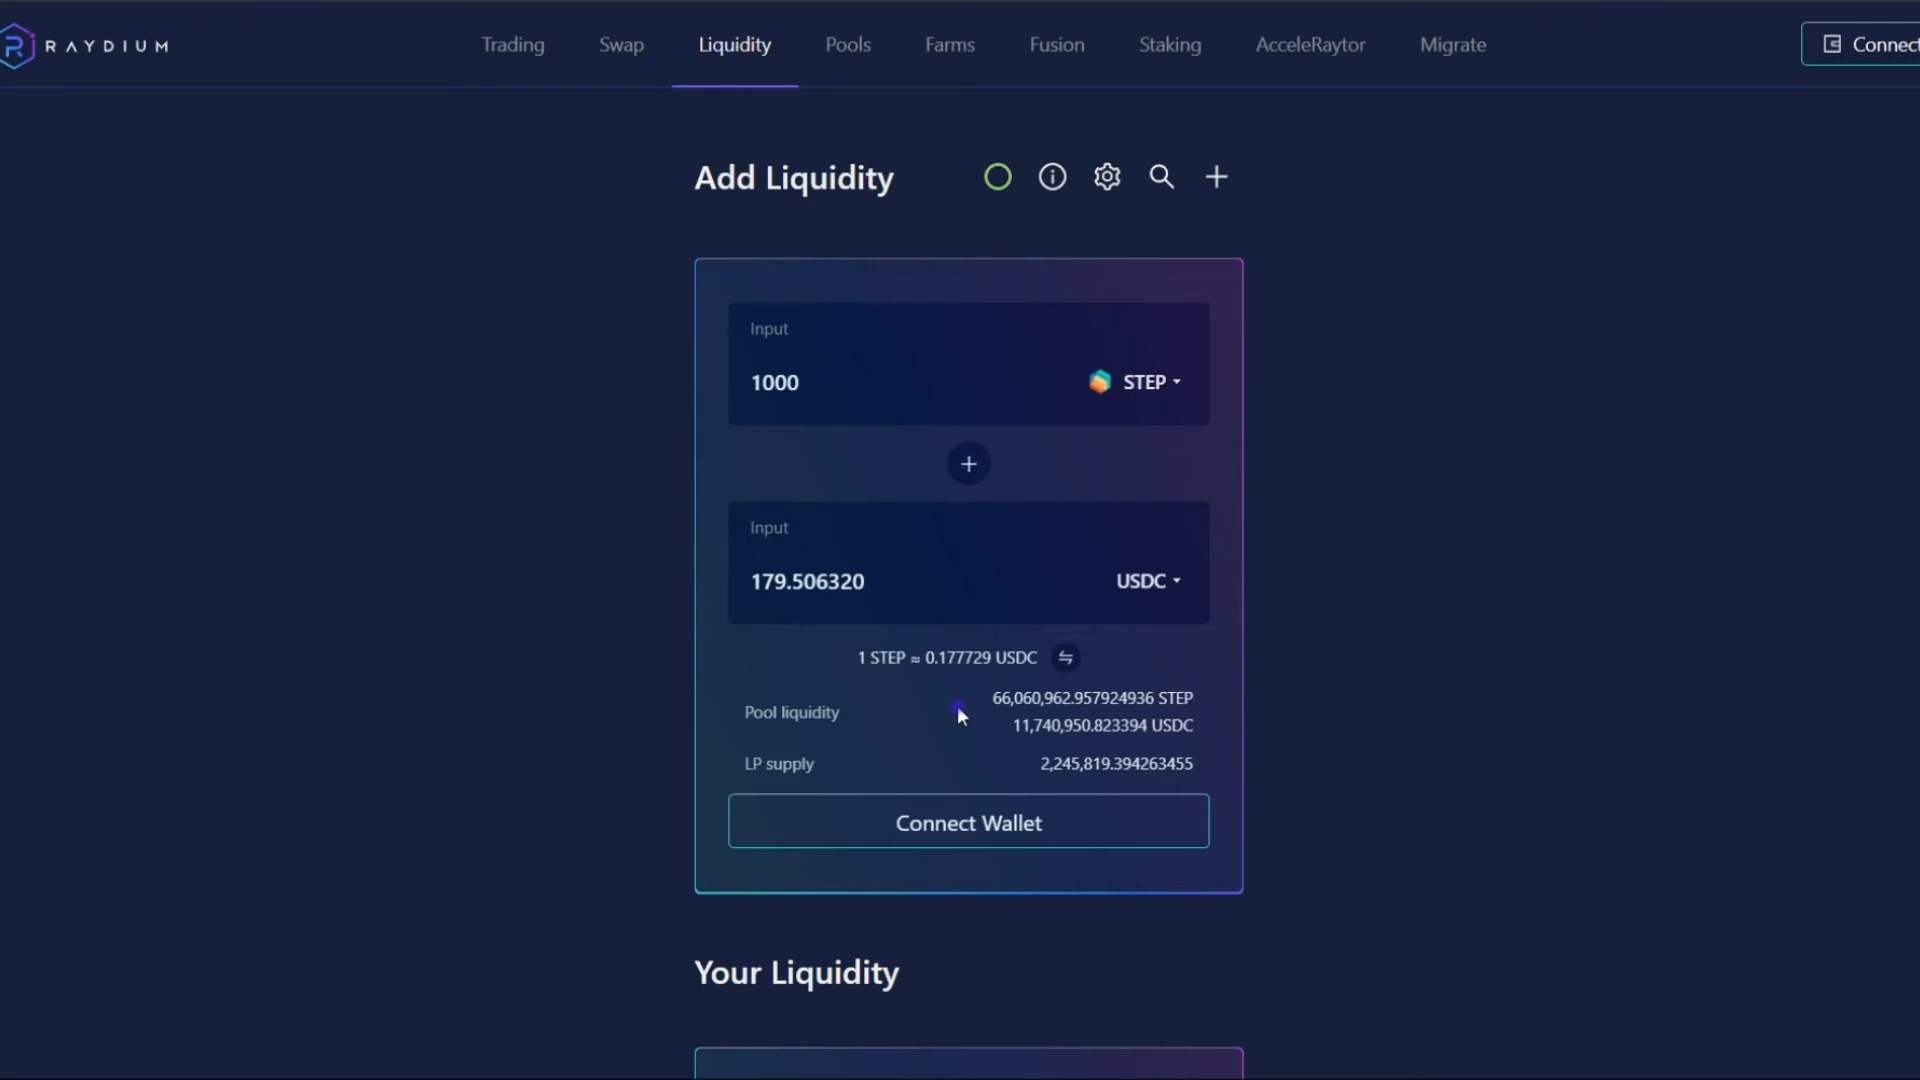 RAYDIUM
Trading Swap Liquidity Pools Farms Fusion Staking AcceleRaytor Migrate
Connect
Add Liquidity
Input
1000 STEP
Input
179.506320 USDC
1 STEP ≈ 0.177729 USDC
Pool liquidity
66,060,962.957924936 STEP
11,740,950.823394 USDC
LP supply 2,245,819.394263455
Connect Wallet
Your Liquidity